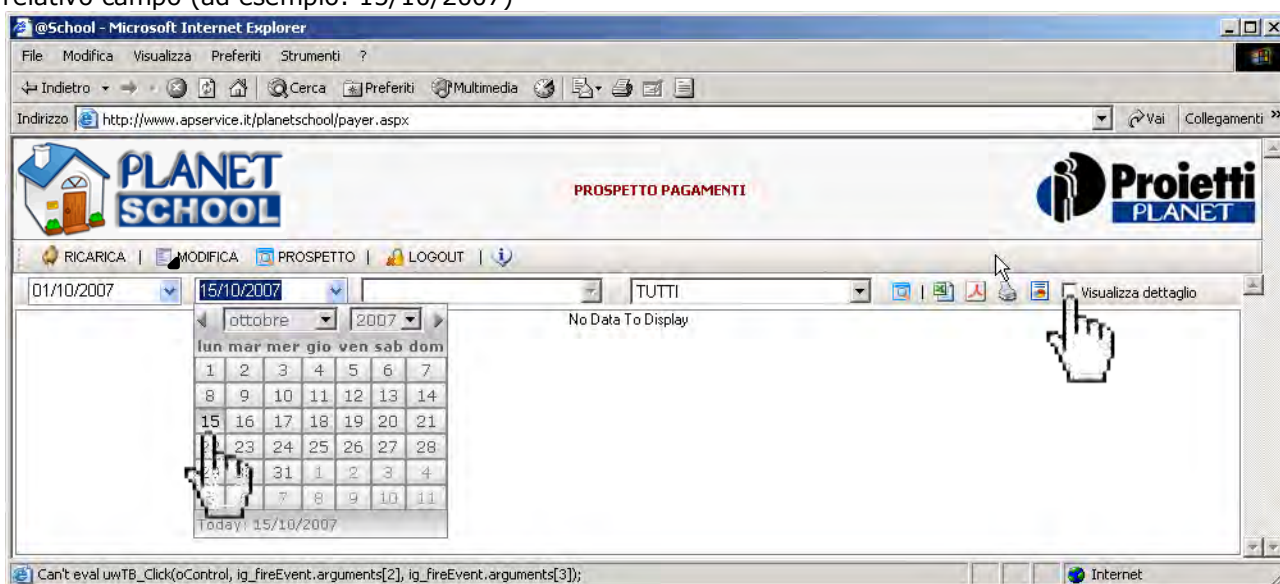 relativo campo (ad esempio: 15/10/2007)
@School - Microsoft Internet Explorer
File Modifica Visualizza Preferiti Strumenti ?
Indietro Cerca Preferiti Multimedia
Indirizzo http://www.apservice.it/planetschool/payer.aspx Vai Collegamenti »
PLANET SCHOOL
PROSPETTO PAGAMENTI
Proietti PLANET
RICARICA | MODIFICA PROSPETTO | LOGOUT |
01/10/2007 15/10/2007 TUTTI | Visualizza dettaglio
ottobre 2007 No Data To Display
lun mar mer gio ven sab dom
1 2 3 4 5 6 7
8 9 10 11 12 13 14
15 16 17 18 19 20 21
23 24 25 26 27 28
31 1 2 3 4
7 8 9 10 11
Today: 15/10/2007
Can't eval uwTB_Click(oControl, ig_fireEvent.arguments[2], ig_fireEvent.arguments[3]); Internet